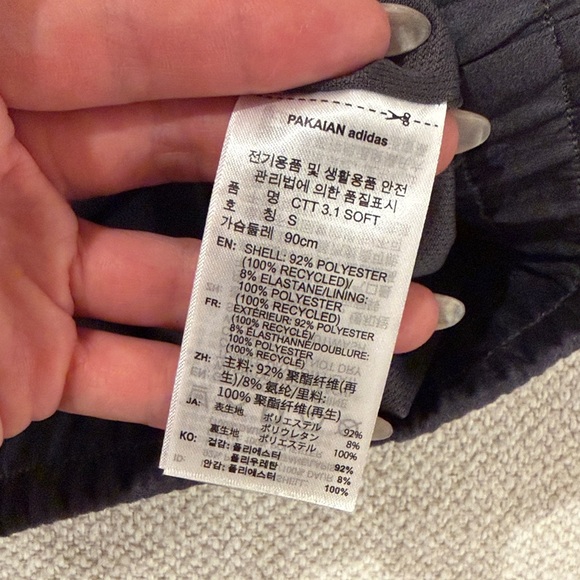 PAKAIAN adidas
전기용품 및 생활용품 안전
관리법에 의한 품질표시
품 명 CTT 3.1 SOFT
호 칭 S
가슴둘레 90cm
EN: SHELL: 92% POLYESTER
(100% RECYCLED)/
8% ELASTANE/LINING:
100% POLYESTER
(100% RECYCLED)
FR: EXTÉRIEUR: 92% POLYESTER
(100% RECYCLÉ)/
8% ÉLASTHANNE/DOUBLURE:
100% POLYESTER
(100% RECYCLÉ)
ZH: 主料: 92% 聚酯纤维(再
生)/8% 氨纶/里料:
100% 聚酯纤维(再生)
JA: 表生地 ポリエステル 92%
ポリウレタン 8%
裏生地 ポリエステル 100%
KO: 겉감: 폴리에스터 92%
폴리우레탄 8%
안감: 폴리에스터 100%